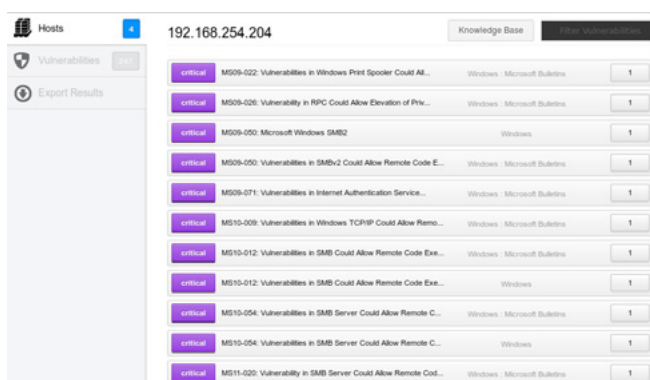 Hosts 4
Vulnerabilities 247
Export Results
192.168.254.204
Knowledge Base
Filter Vulnerabilities
critical MS09-022: Vulnerabilities in Windows Print Spooler Could All... Windows : Microsoft Bulletins 1
critical MS09-026: Vulnerability in RPC Could Allow Elevation of Priv... Windows : Microsoft Bulletins 1
critical MS09-050: Microsoft Windows SMB2 Windows 1
critical MS09-050: Vulnerabilities in SMBv2 Could Allow Remote Code E... Windows : Microsoft Bulletins 1
critical MS09-071: Vulnerabilities in Internet Authentication Service... Windows : Microsoft Bulletins 1
critical MS10-009: Vulnerabilities in Windows TCP/IP Could Allow Remo... Windows : Microsoft Bulletins 1
critical MS10-012: Vulnerabilities in SMB Could Allow Remote Code Exe... Windows : Microsoft Bulletins 1
critical MS10-012: Vulnerabilities in SMB Could Allow Remote Code Exe... Windows 1
critical MS10-054: Vulnerabilities in SMB Server Could Allow Remote C... Windows : Microsoft Bulletins 1
critical MS10-054: Vulnerabilities in SMB Server Could Allow Remote C... Windows 1
critical MS11-020: Vulnerability in SMB Server Could Allow Remote Cod... Windows : Microsoft Bulletins 1